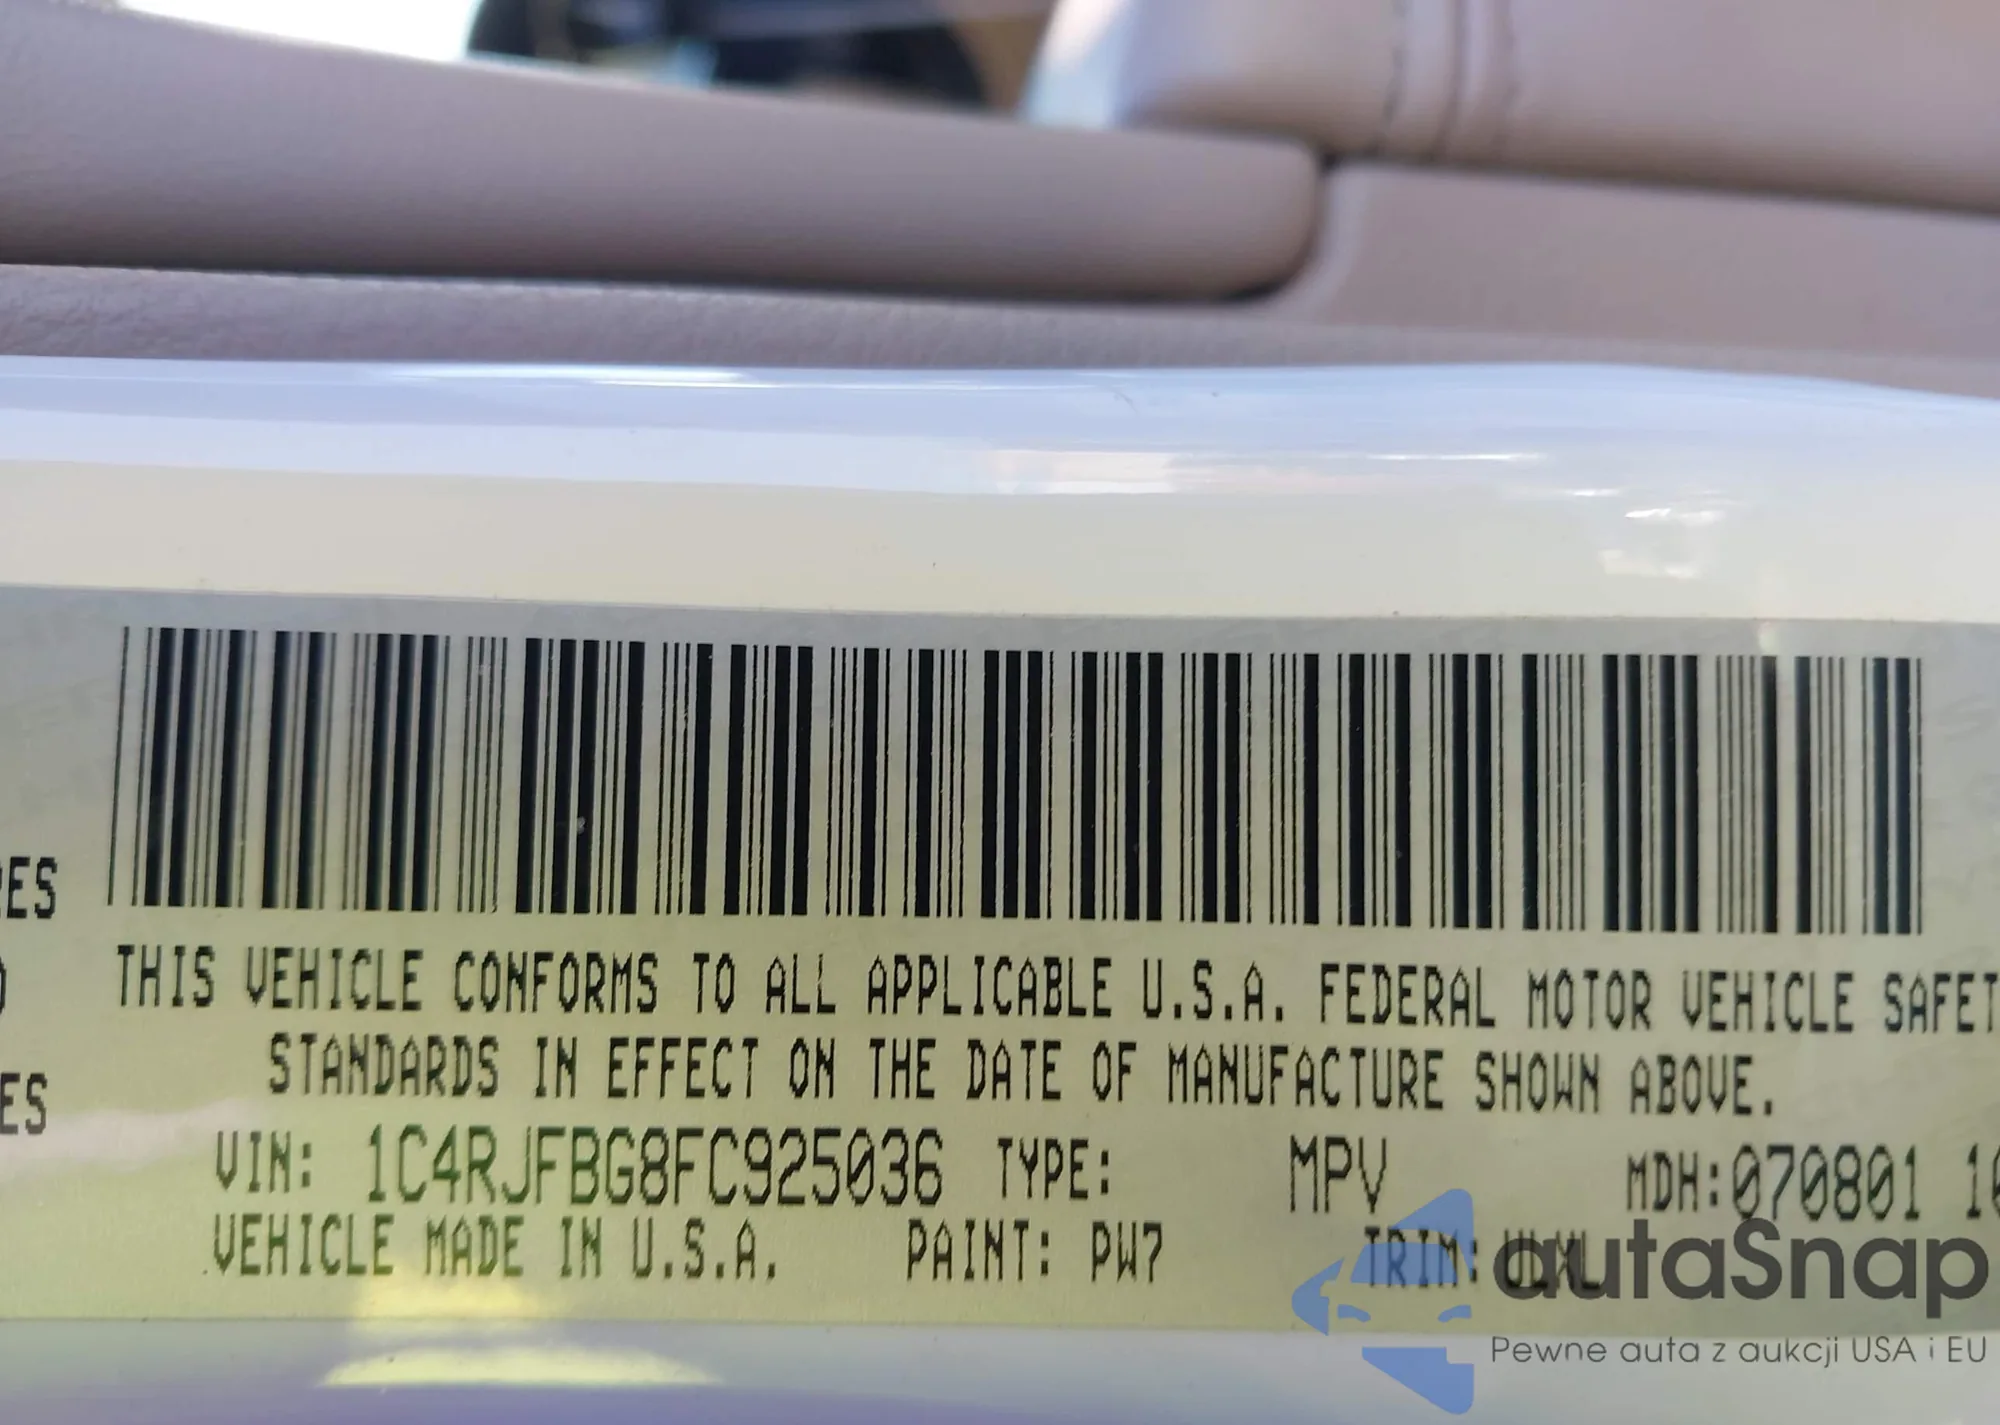 ES
THIS VEHICLE CONFORMS TO ALL APPLICABLE U.S.A. FEDERAL MOTOR VEHICLE SAFET
STANDARDS IN EFFECT ON THE DATE OF MANUFACTURE SHOWN ABOVE.
ES
VIN: 1C4RJFBG8FC925036 TYPE: MPV MDH:070801 1
VEHICLE MADE IN U.S.A. PAINT: PW7 TRIM:
autaSnap
Pewne auta z aukcji USA i EU